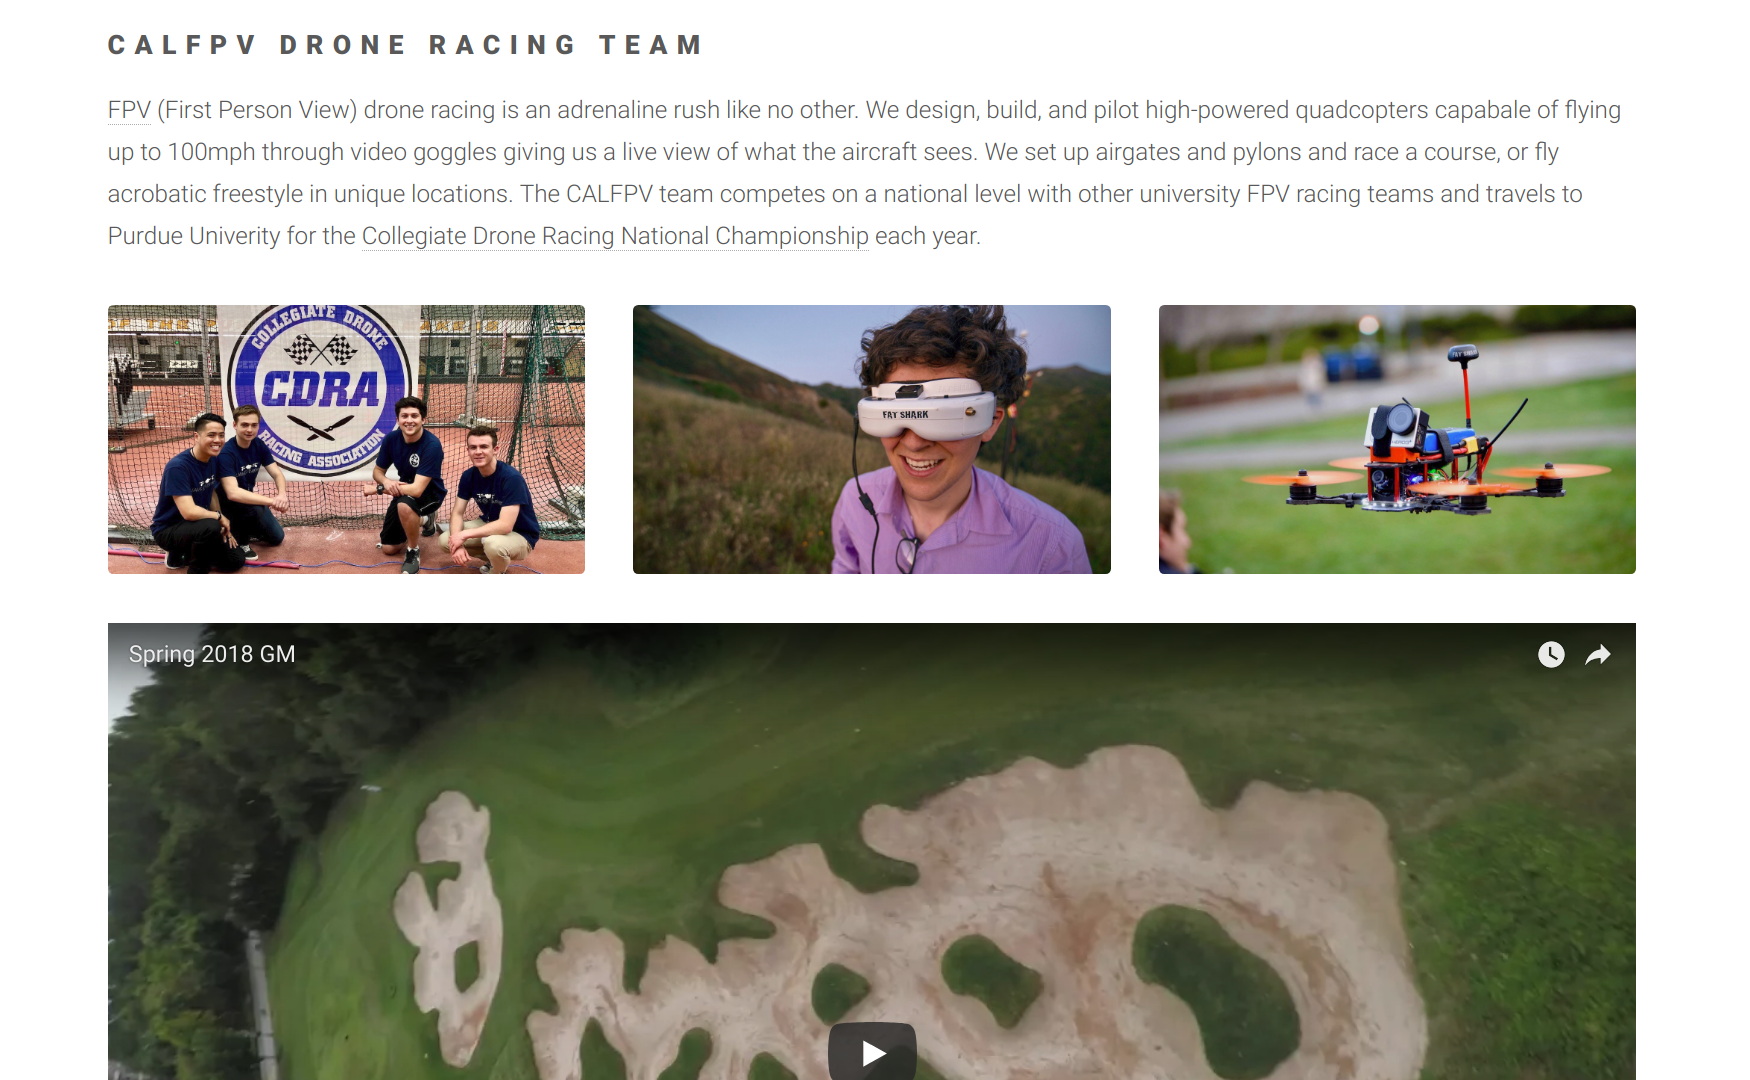 CALFPV DRONE RACING TEAM
FPV (First Person View) drone racing is an adrenaline rush like no other. We design, build, and pilot high-powered quadcopters capabale of flying
up to 100mph through video goggles giving us a live view of what the aircraft sees. We set up airgates and pylons and race a course, or fly
acrobatic freestyle in unique locations. The CALFPV team competes on a national level with other university FPV racing teams and travels to
Purdue Univerity for the Collegiate Drone Racing National Championship each year.
COLLEGIATE DRONE
CDRA
RACING ASSOCIATION
FAT SHARK
FAT SHARK
Spring 2018 GM